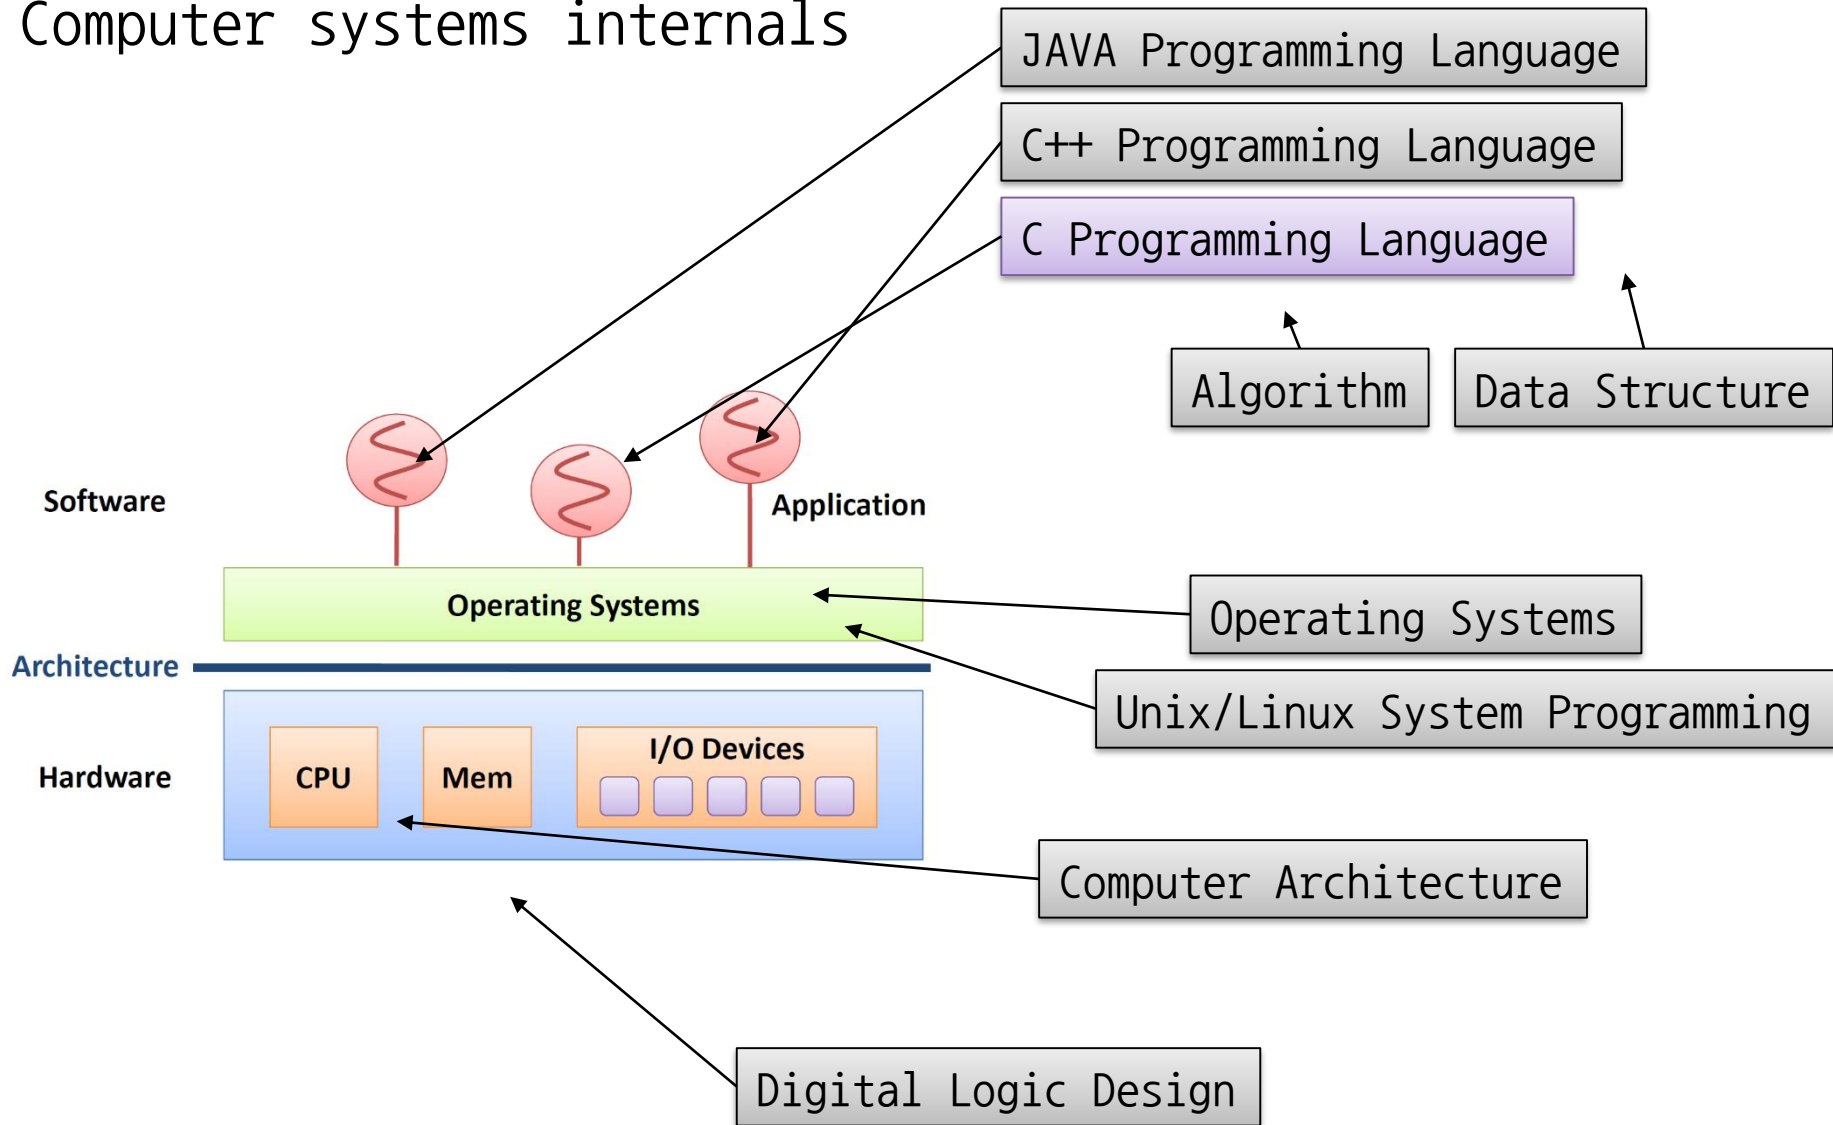 Computer systems internals
JAVA Programming Language
C++ Programming Language
C Programming Language
Algorithm
Data Structure
Software
Application
Operating Systems
Operating Systems
Architecture
Unix/Linux System Programming
I/O Devices
Hardware
CPU
Mem
Computer Architecture
Digital Logic Design